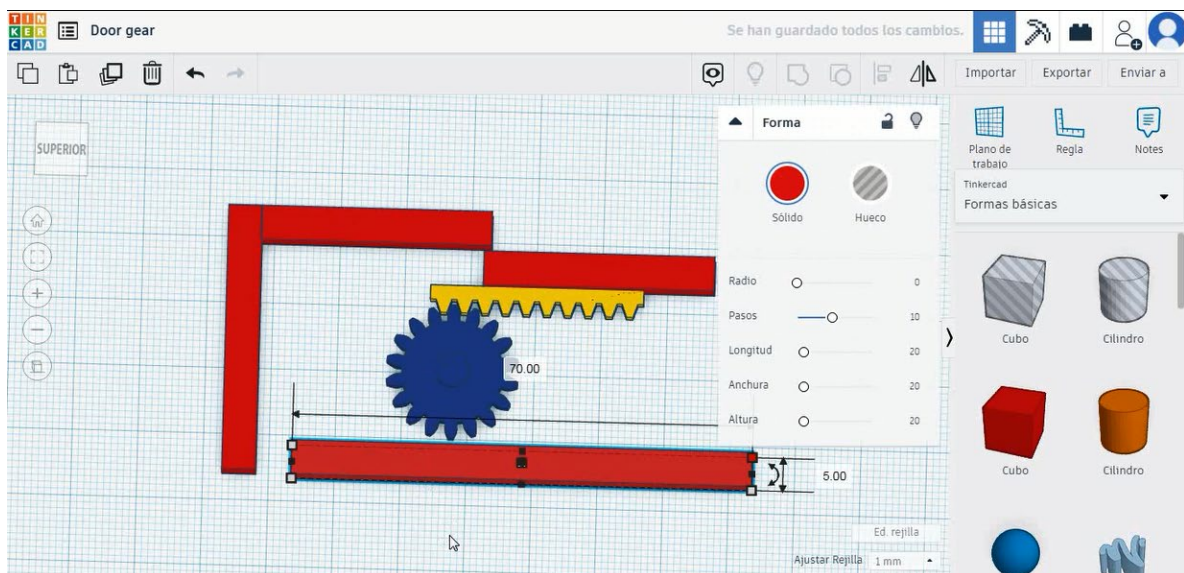 TIN
KER
CAD
Door gear
Se han guardado todos los cambios.
Importar
Exportar
Enviar a
SUPERIOR
Forma
Sólido
Hueco
Radio
0
Pasos
10
Longitud
20
Anchura
20
Altura
20
70.00
5.00
Ed. rejilla
Ajustar Rejilla
1 mm
Plano de
trabajo
Regla
Notes
Tinkercad
Formas básicas
Cubo
Cilindro
Cubo
Cilindro